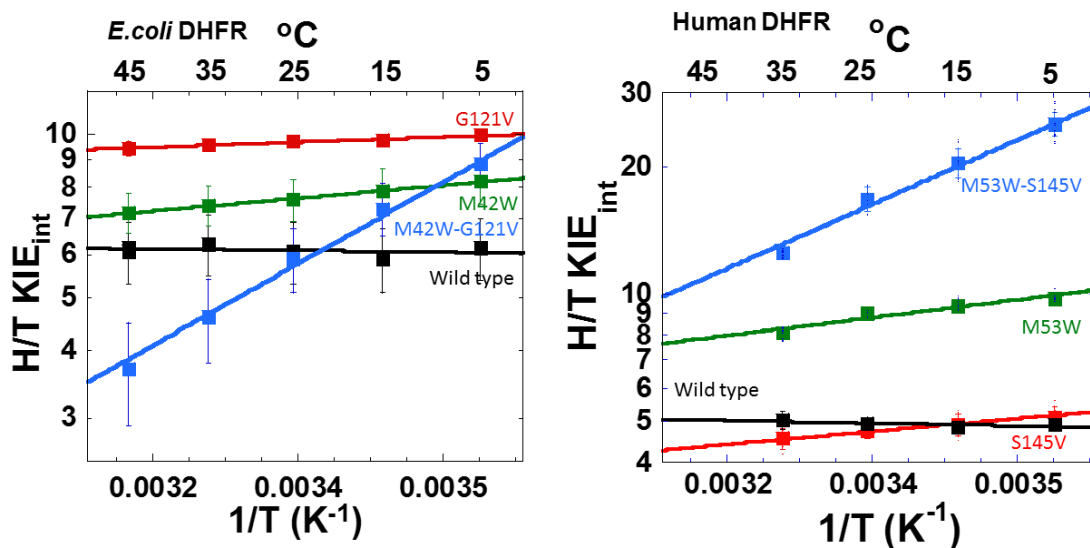 E.coli DHFR °C
45 35 25 15 5
10
9
8
7
6
5
4
3
G121V
M42W
M42W-G121V
Wild type
H/T KIEint
0.0032 0.0034 0.0035
1/T (K-1)
Human DHFR °C
45 35 25 15 5
30
20
10
9
8
7
6
5
4
M53W-S145V
M53W
Wild type
S145V
H/T KIEint
0.0032 0.0034 0.0035
1/T (K-1)